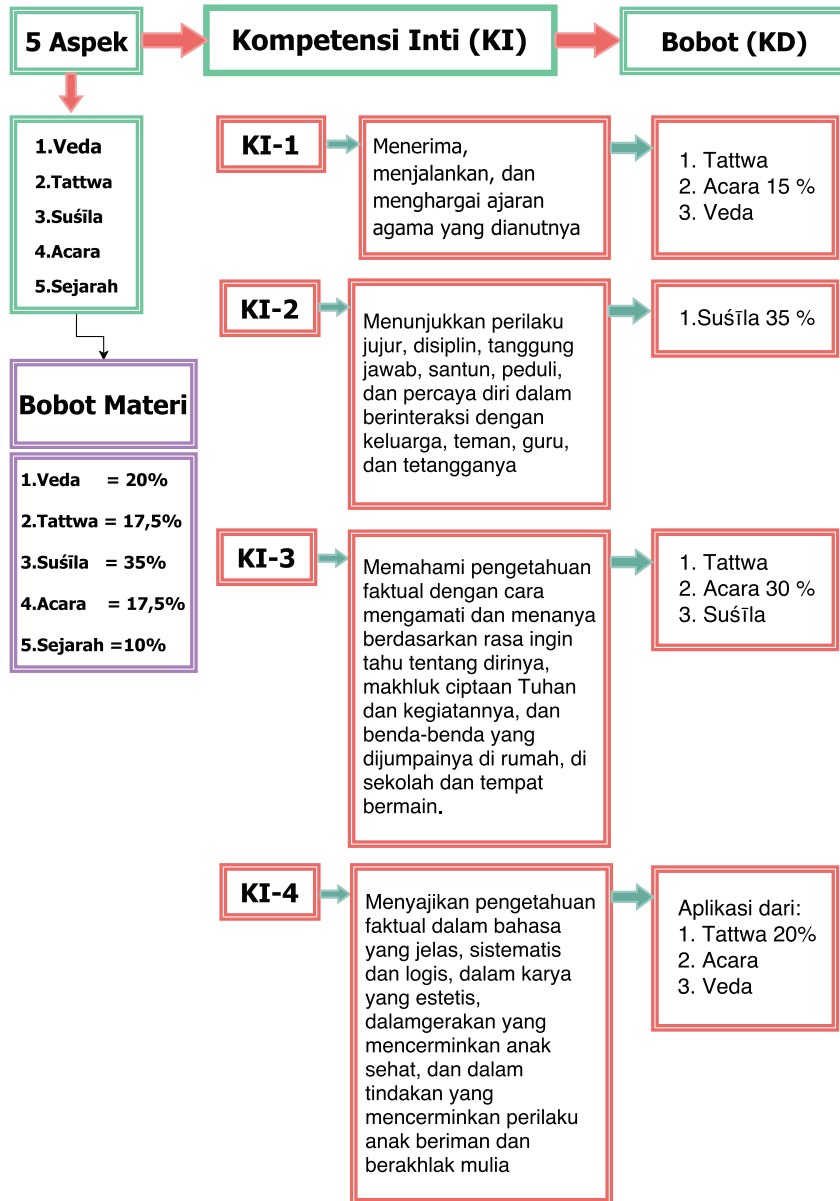 5 Aspek
Kompetensi Inti (KI)
Bobot (KD)
1.Veda
2.Tattwa
3.Suśīla
4.Acara
5.Sejarah
Bobot Materi
1.Veda = 20%
2.Tattwa = 17,5%
3.Suśīla = 35%
4.Acara = 17,5%
5.Sejarah =10%
KI-1
Menerima,
menjalankan, dan
menghargai ajaran
agama yang dianutnya
1. Tattwa
2. Acara 15 %
3. Veda
KI-2
Menunjukkan perilaku
jujur, disiplin, tanggung
jawab, santun, peduli,
dan percaya diri dalam
berinteraksi dengan
keluarga, teman, guru,
dan tetangganya
1.Suśīla 35 %
KI-3
Memahami pengetahuan
faktual dengan cara
mengamati dan menanya
berdasarkan rasa ingin
tahu tentang dirinya,
makhluk ciptaan Tuhan
dan kegiatannya, dan
benda-benda yang
dijumpainya di rumah, di
sekolah dan tempat
bermain.
1. Tattwa
2. Acara 30 %
3. Suśīla
KI-4
Menyajikan pengetahuan
faktual dalam bahasa
yang jelas, sistematis
dan logis, dalam karya
yang estetis,
dalamgerakan yang
mencerminkan anak
sehat, dan dalam
tindakan yang
mencerminkan perilaku
anak beriman dan
berakhlak mulia
Aplikasi dari:
1. Tattwa 20%
2. Acara
3. Veda